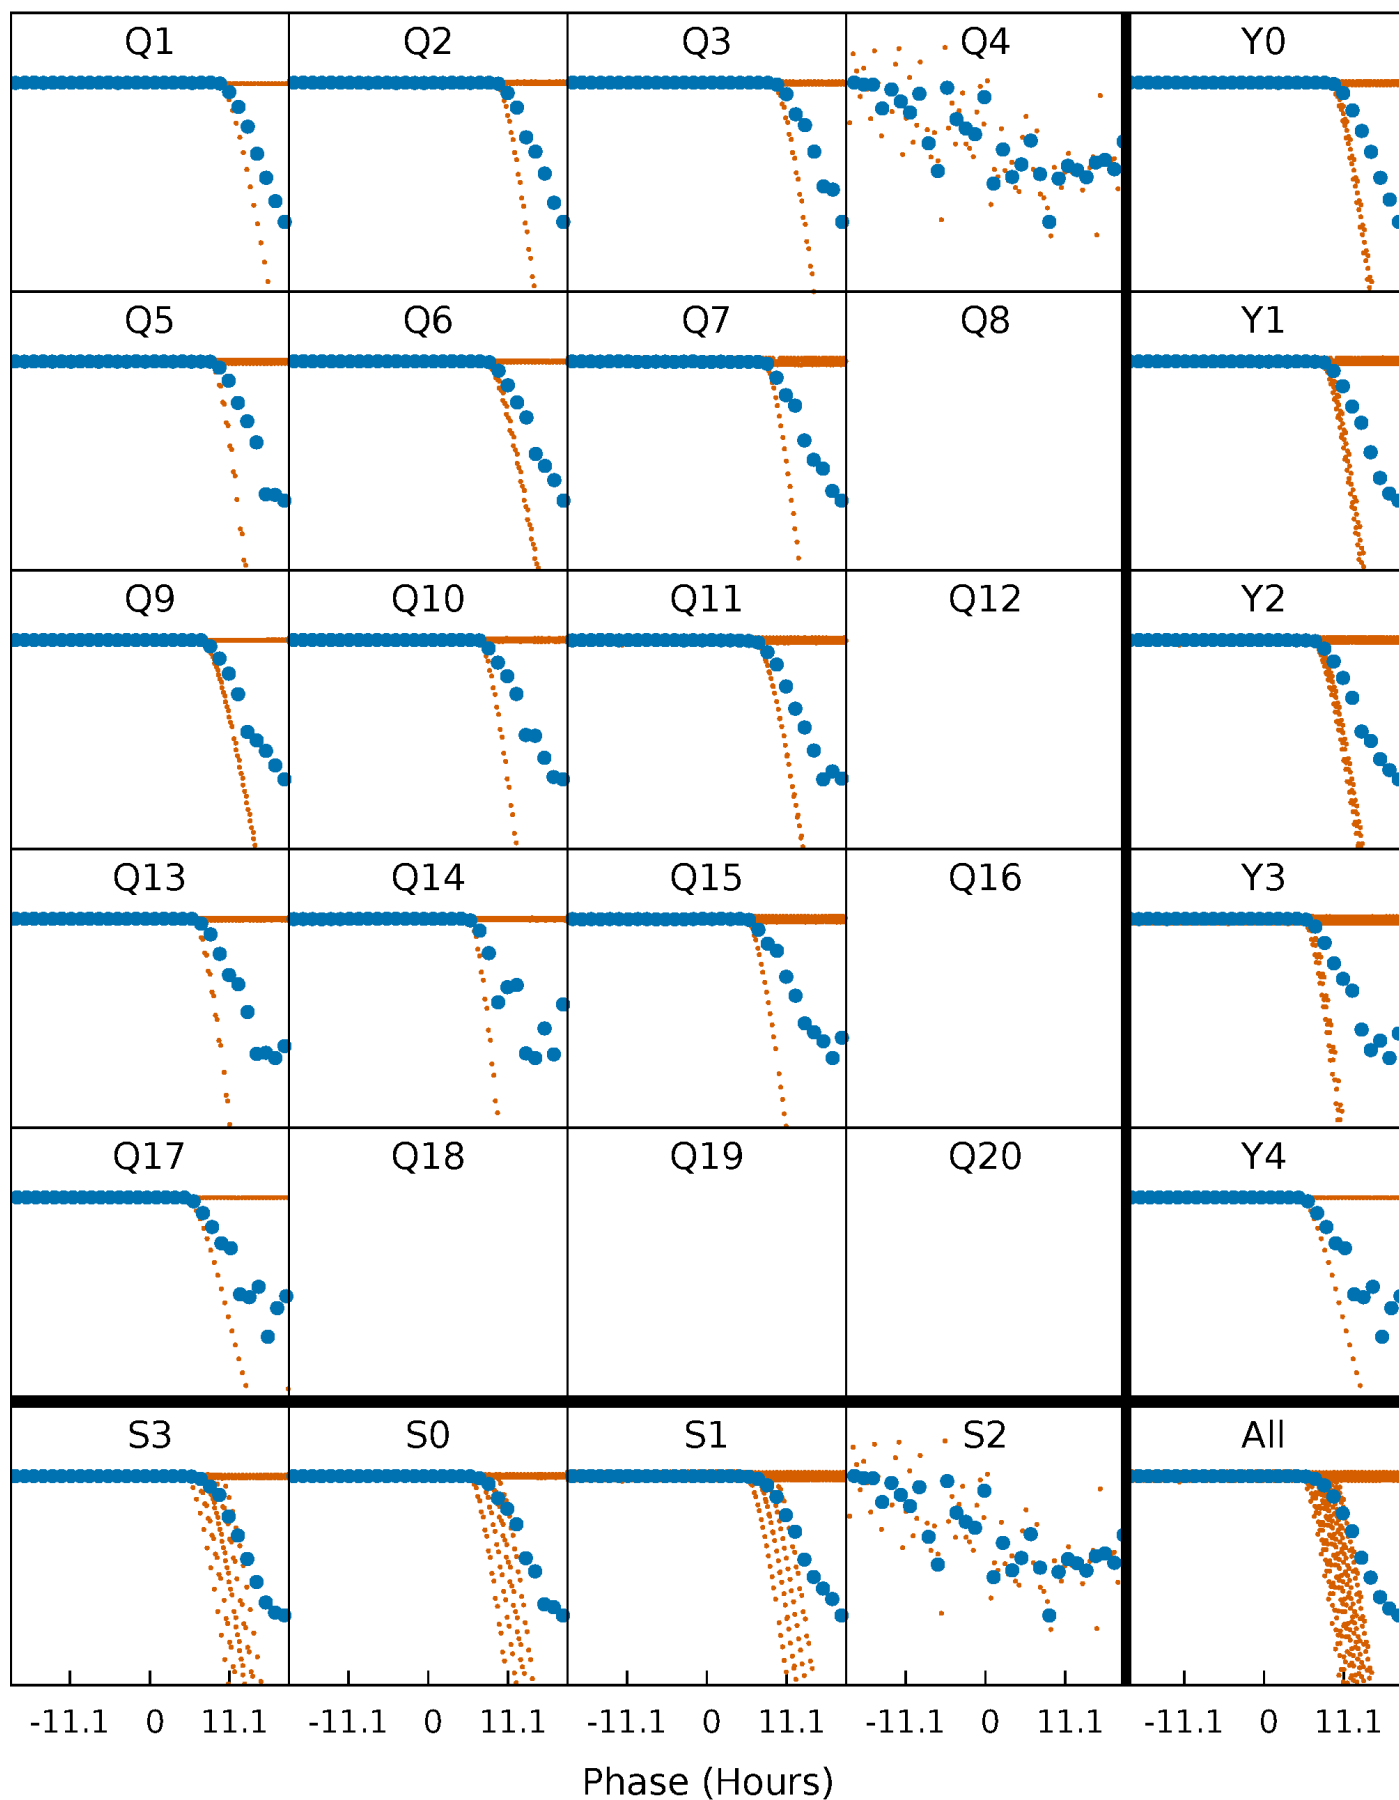 Q1 Q2 Q3 Q4 Y0
Q5 Q6 Q7 Q8 Y1
Q9 Q10 Q11 Q12 Y2
Q13 Q14 Q15 Q16 Y3
Q17 Q18 Q19 Q20 Y4
S3 S0 S1 S2 All
-11.1 0 11.1 -11.1 0 11.1 -11.1 0 11.1 -11.1 0 11.1 -11.1 0 11.1
Phase (Hours)